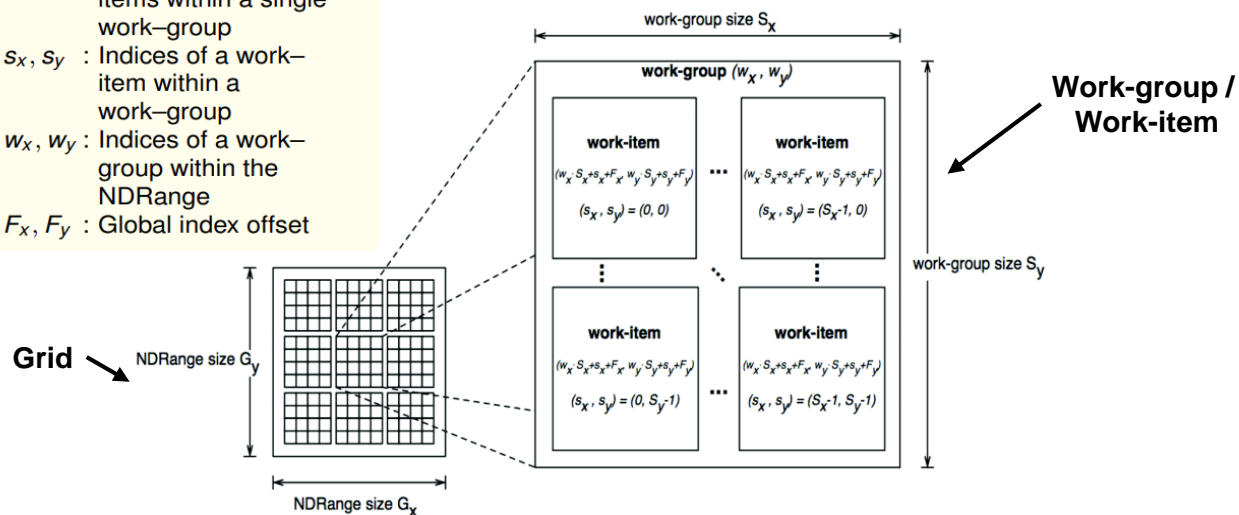 items within a single
work–group
sx, sy : Indices of a work–
item within a
work–group
wx, wy : Indices of a work–
group within the
NDRange
Fx, Fy : Global index offset
work-group size Sx
work-group (wx, wy)
work-item
(wx·Sx+sx+Fx, wy·Sy+sy+Fy)
(sx, sy) = (0, 0)
...
work-item
(wx·Sx+sx+Fx, wy·Sy+sy+Fy)
(sx, sy) = (Sx-1, 0)
work-item
(wx·Sx+sx+Fx, wy·Sy+sy+Fy)
(sx, sy) = (0, Sy-1)
...
work-item
(wx·Sx+sx+Fx, wy·Sy+sy+Fy)
(sx, sy) = (Sx-1, Sy-1)
work-group size Sy
Work-group /
Work-item
Grid
NDRange size Gy
NDRange size Gx